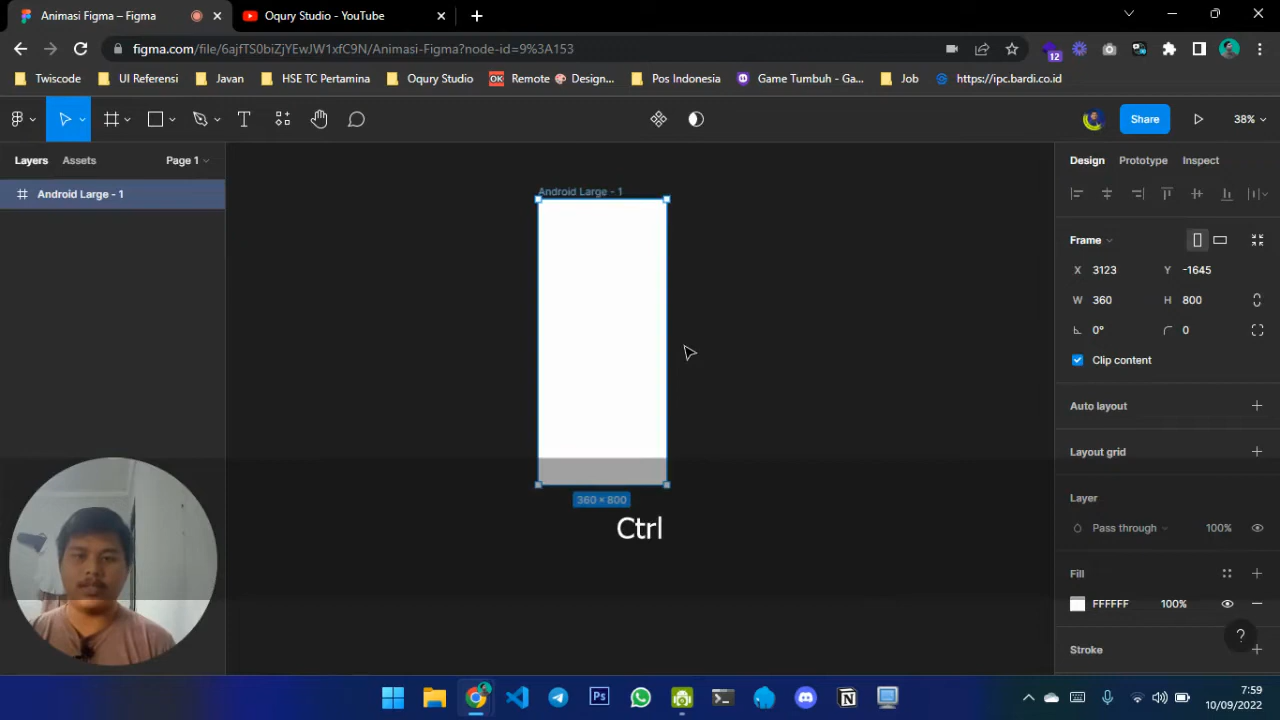 Animasi Figma – Figma
Oqury Studio - YouTube
figma.com/file/6ajfTS0biZjYEwJW1xfC9N/Animasi-Figma?node-id=9%3A153
12
Twiscode
UI Referensi
Javan
HSE TC Pertamina
Oqury Studio
OK
Remote 🎨 Design...
Pos Indonesia
Game Tumbuh - Ga...
Job
https://ipc.bardi.co.id
Share
38%
Layers
Assets
Page 1
Android Large - 1
Android Large - 1
360 × 800
Ctrl
Design
Prototype
Inspect
Frame
X 3123
Y -1645
W 360
H 800
0°
0
Clip content
Auto layout
Layout grid
Layer
Pass through
100%
Fill
FFFFFF
100%
?
Stroke
Ps
N
7:59
10/09/2022